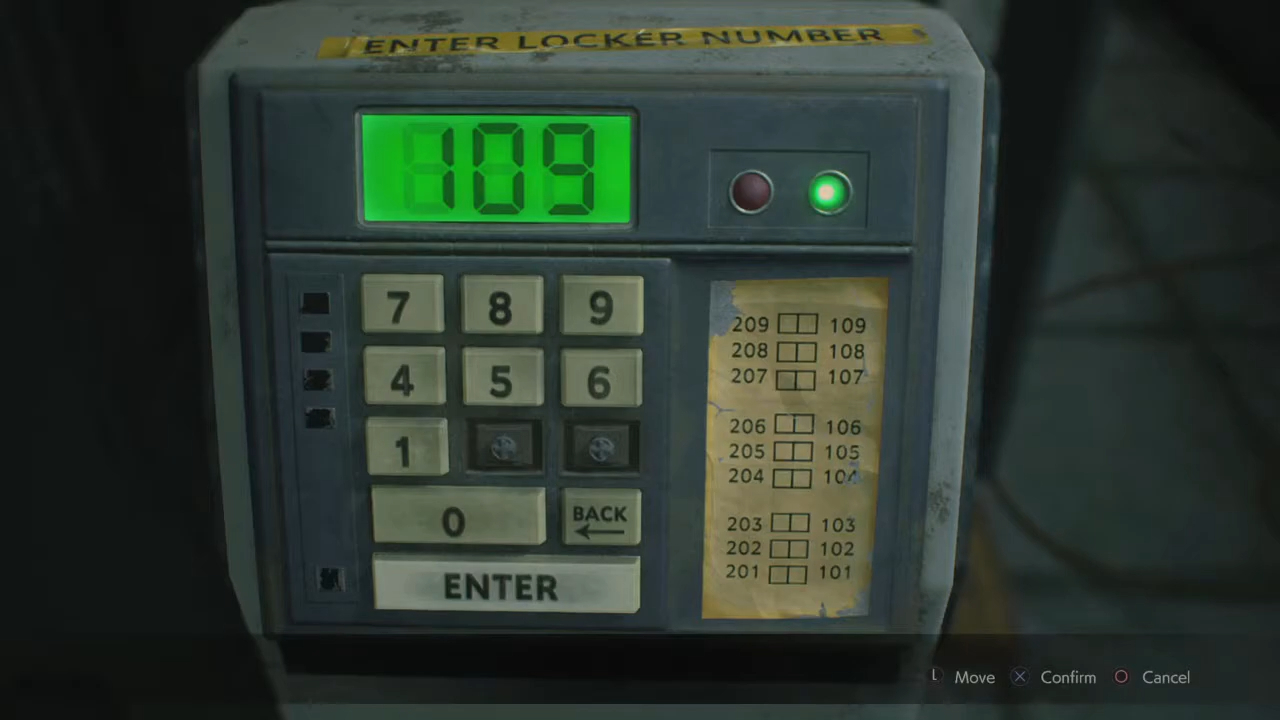 ENTER LOCKER NUMBER
109
7 8 9
4 5 6
1
0 BACK
ENTER
209 109
208 108
207 107
206 106
205 105
204 104
203 103
202 102
201 101
L Move Confirm Cancel